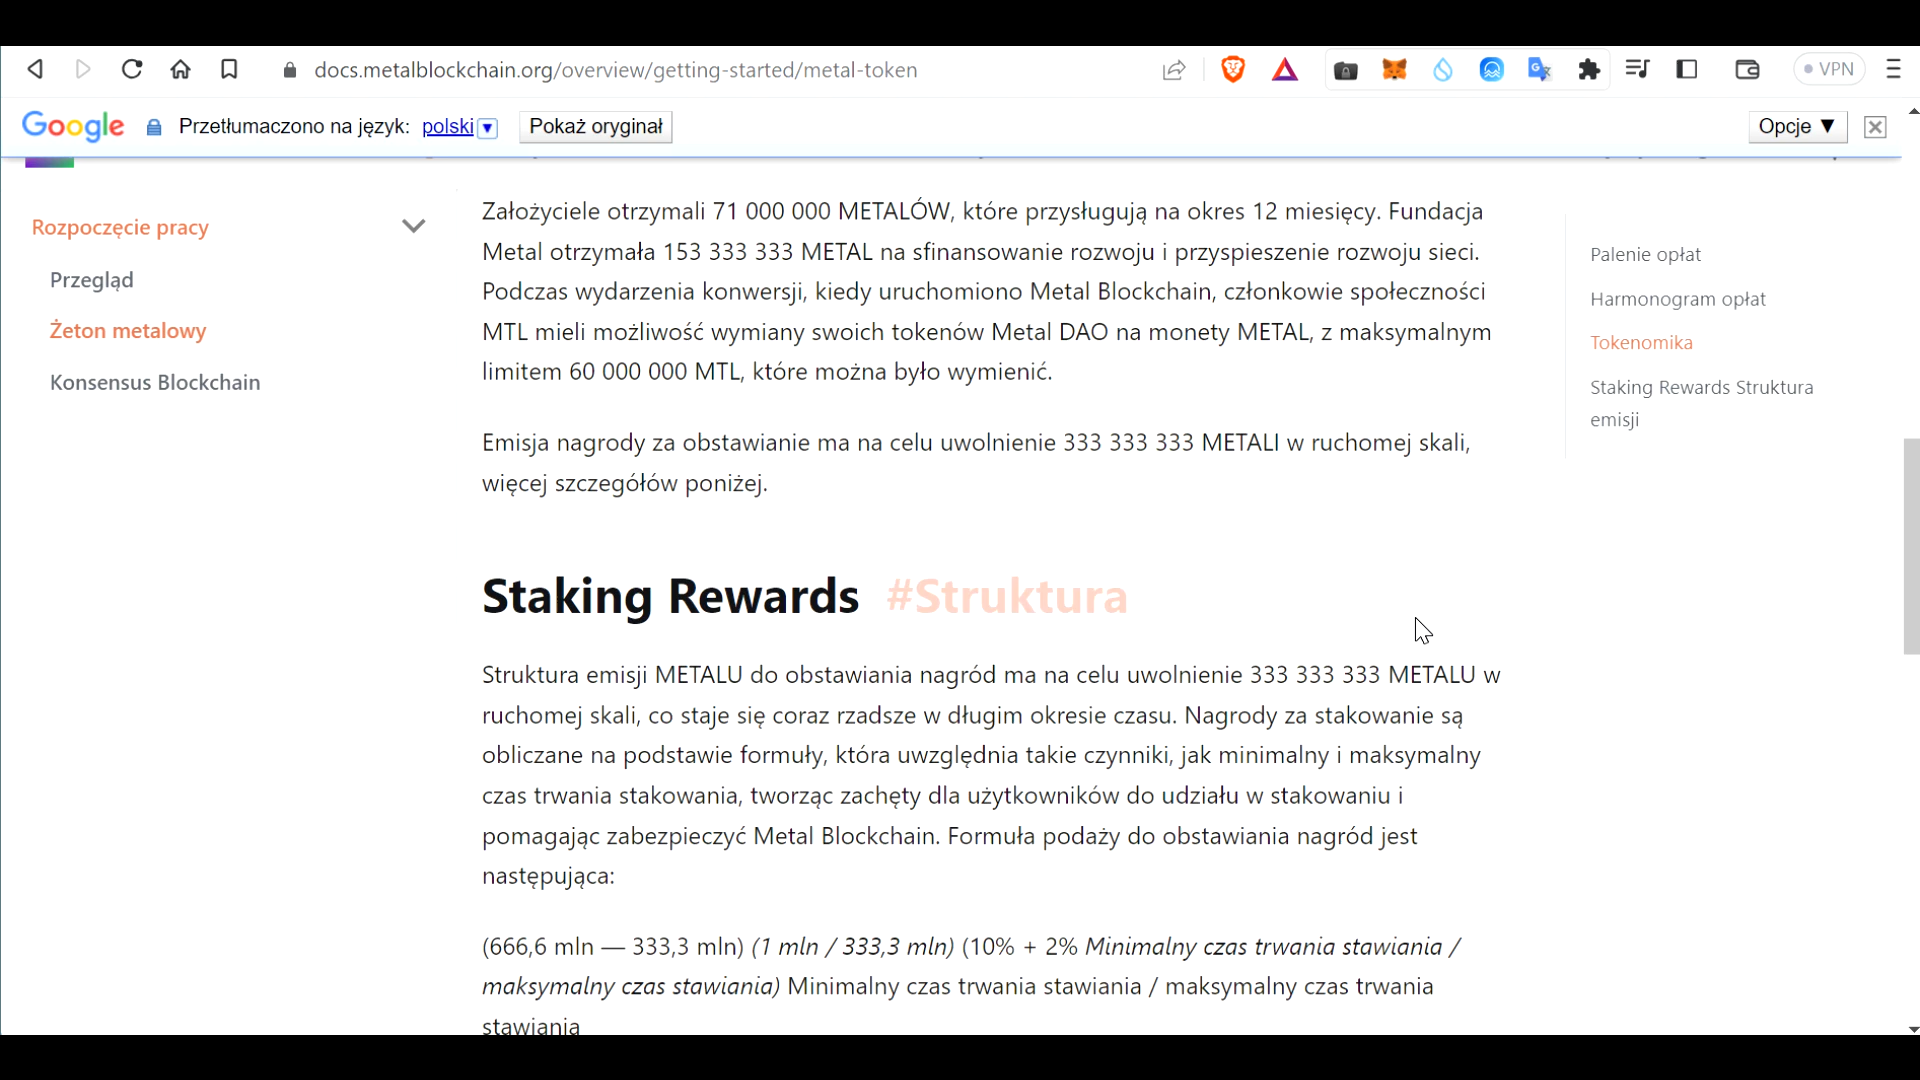 docs.metalblockchain.org/overview/getting-started/metal-token
VPN
Google Przetłumaczono na język: polski Pokaż oryginał Opcje ▼
Rozpoczęcie pracy
Przegląd
Żeton metalowy
Konsensus Blockchain
Założyciele otrzymali 71 000 000 METALÓW, które przysługują na okres 12 miesięcy. Fundacja
Metal otrzymała 153 333 333 METAL na sfinansowanie rozwoju i przyspieszenie rozwoju sieci.
Podczas wydarzenia konwersji, kiedy uruchomiono Metal Blockchain, członkowie społeczności
MTL mieli możliwość wymiany swoich tokenów Metal DAO na monety METAL, z maksymalnym
limitem 60 000 000 MTL, które można było wymienić.
Emisja nagrody za obstawianie ma na celu uwolnienie 333 333 333 METALI w ruchomej skali,
więcej szczegółów poniżej.
Staking Rewards #Struktura
Struktura emisji METALU do obstawiania nagród ma na celu uwolnienie 333 333 333 METALU w
ruchomej skali, co staje się coraz rzadsze w długim okresie czasu. Nagrody za stakowanie są
obliczane na podstawie formuły, która uwzględnia takie czynniki, jak minimalny i maksymalny
czas trwania stakowania, tworząc zachęty dla użytkowników do udziału w stakowaniu i
pomagając zabezpieczyć Metal Blockchain. Formuła podaży do obstawiania nagród jest
następująca:
(666,6 mln — 333,3 mln) (1 mln / 333,3 mln) (10% + 2% Minimalny czas trwania stawiania /
maksymalny czas stawiania) Minimalny czas trwania stawiania / maksymalny czas trwania
stawiania
Palenie opłat
Harmonogram opłat
Tokenomika
Staking Rewards Struktura
emisji